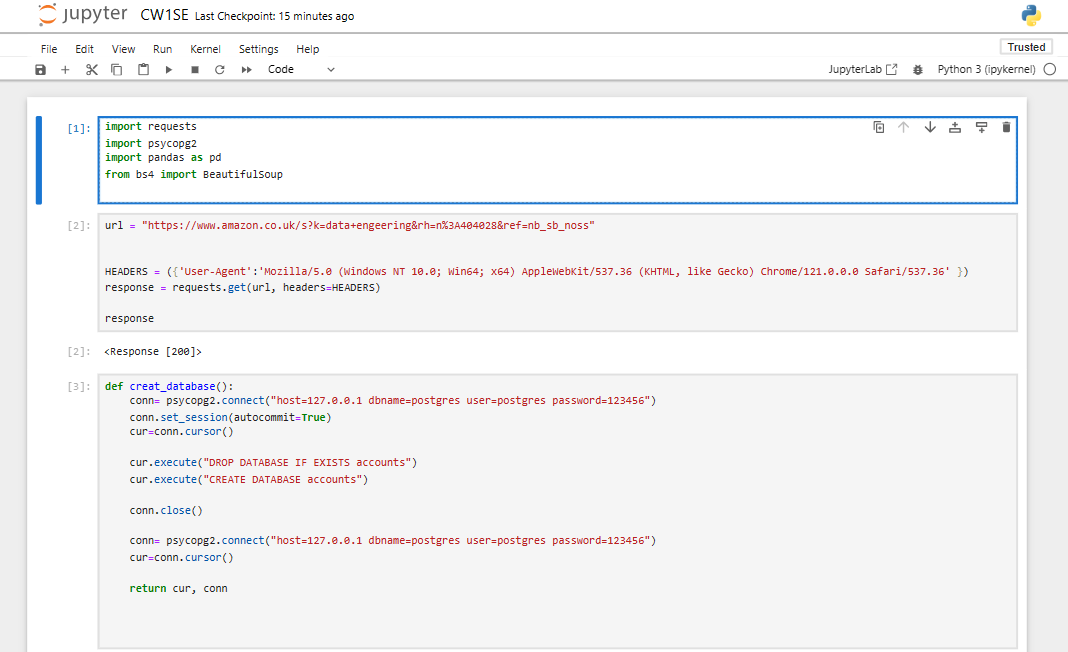 jupyter CW1SE Last Checkpoint: 15 minutes ago
File Edit View Run Kernel Settings Help
Trusted
Code
JupyterLab
Python 3 (ipykernel)
[1]:
import requests
import psycopg2
import pandas as pd
from bs4 import BeautifulSoup
[2]:
url = "https://www.amazon.co.uk/s?k=data+engeering&rh=n%3A404028&ref=nb_sb_noss"
HEADERS = ({'User-Agent':'Mozilla/5.0 (Windows NT 10.0; Win64; x64) AppleWebKit/537.36 (KHTML, like Gecko) Chrome/121.0.0.0 Safari/537.36' })
response = requests.get(url, headers=HEADERS)
response
[2]: <Response [200]>
[3]:
def creat_database():
    conn= psycopg2.connect("host=127.0.0.1 dbname=postgres user=postgres password=123456")
    conn.set_session(autocommit=True)
    cur=conn.cursor()
    cur.execute("DROP DATABASE IF EXISTS accounts")
    cur.execute("CREATE DATABASE accounts")
    conn.close()
    conn= psycopg2.connect("host=127.0.0.1 dbname=postgres user=postgres password=123456")
    cur=conn.cursor()
    return cur, conn